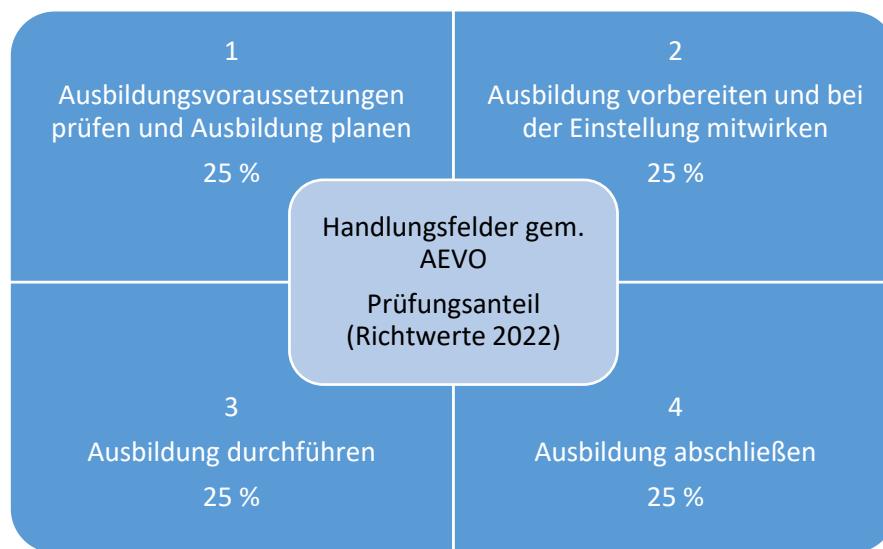 1
Ausbildungsvoraussetzungen
prüfen und Ausbildung planen
25 %
2
Ausbildung vorbereiten und bei
der Einstellung mitwirken
25 %
Handlungsfelder gem.
AEVO
Prüfungsanteil
(Richtwerte 2022)
3
Ausbildung durchführen
25 %
4
Ausbildung abschließen
25 %